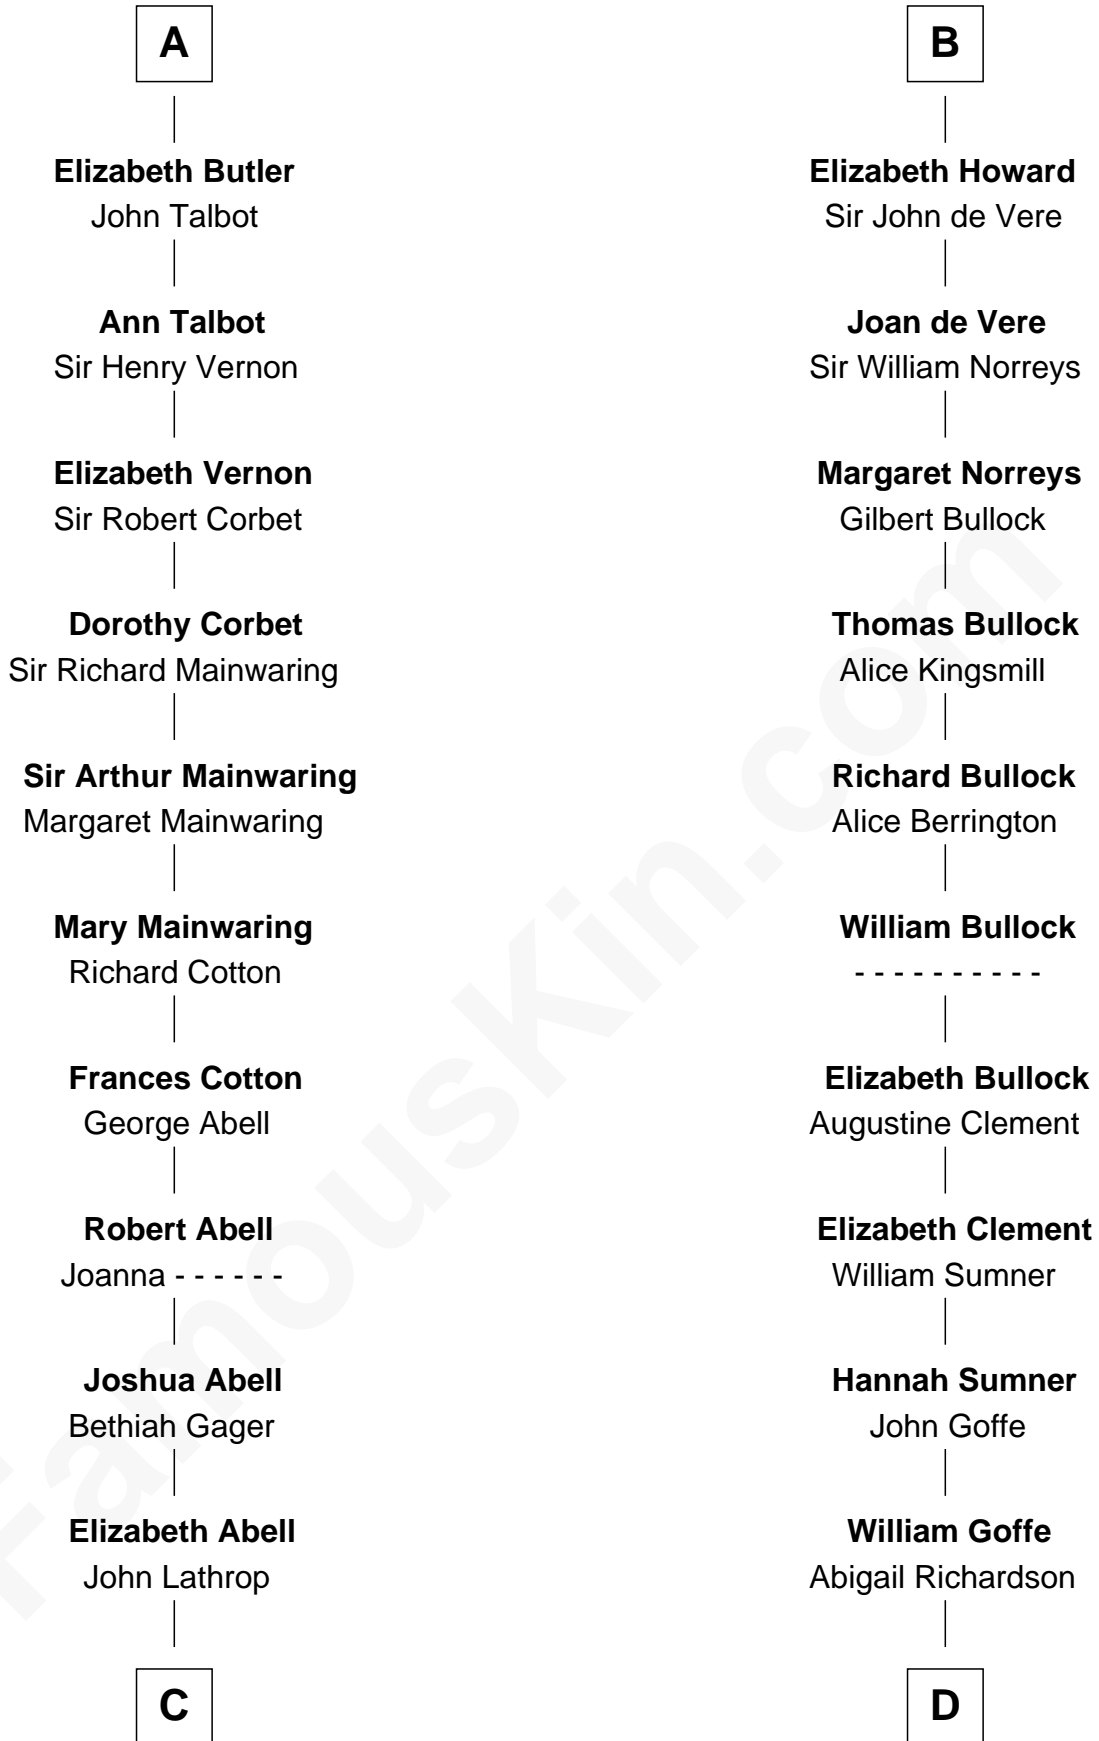 A
Elizabeth Butler
John Talbot
Ann Talbot
Sir Henry Vernon
Elizabeth Vernon
Sir Robert Corbet
Dorothy Corbet
Sir Richard Mainwaring
Sir Arthur Mainwaring
Margaret Mainwaring
Mary Mainwaring
Richard Cotton
Frances Cotton
George Abell
Robert Abell
Joanna - - - - - -
Joshua Abell
Bethiah Gager
Elizabeth Abell
John Lathrop
C
B
Elizabeth Howard
Sir John de Vere
Joan de Vere
Sir William Norreys
Margaret Norreys
Gilbert Bullock
Thomas Bullock
Alice Kingsmill
Richard Bullock
Alice Berrington
William Bullock
- - - - - - - - - -
Elizabeth Bullock
Augustine Clement
Elizabeth Clement
William Sumner
Hannah Sumner
John Goffe
William Goffe
Abigail Richardson
D
FamousKin.com